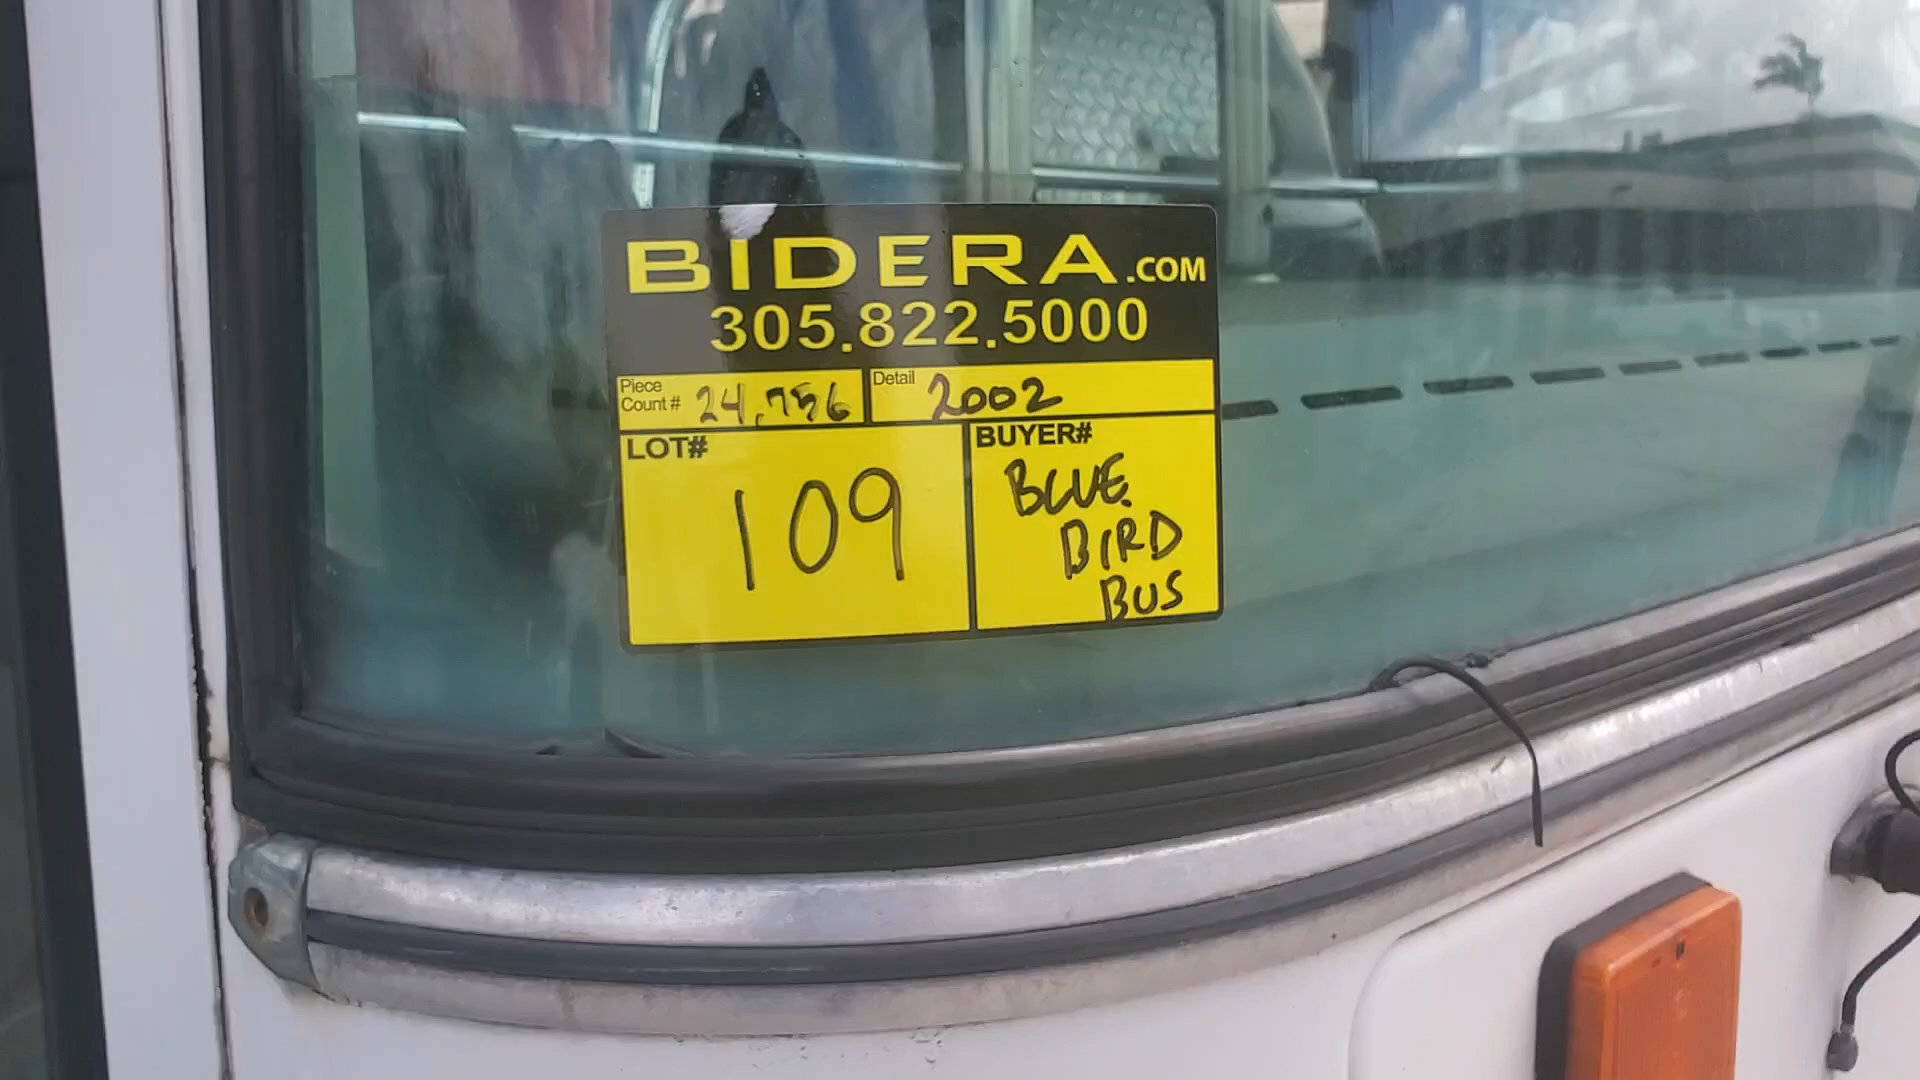 BIDERA.COM
305.822.5000
Piece Count # 24,756
Detail 2002
LOT#
109
BUYER#
BLUE
BIRD
BUS